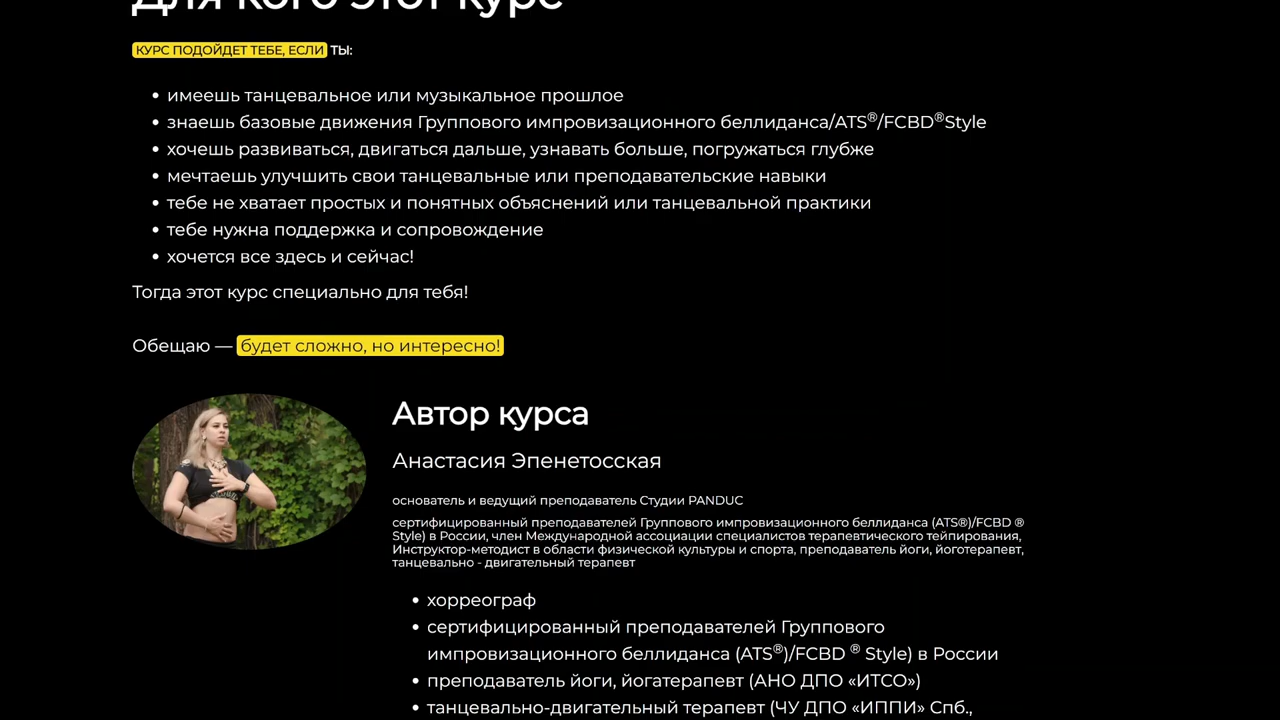 Для кого этот курс
КУРС ПОДОЙДЕТ ТЕБЕ, ЕСЛИ ТЫ:
• имеешь танцевальное или музыкальное прошлое
• знаешь базовые движения Группового импровизационного беллиданса/ATS®/FCBD®Style
• хочешь развиваться, двигаться дальше, узнавать больше, погружаться глубже
• мечтаешь улучшить свои танцевальные или преподавательские навыки
• тебе не хватает простых и понятных объяснений или танцевальной практики
• тебе нужна поддержка и сопровождение
• хочется все здесь и сейчас!
Тогда этот курс специально для тебя!
Обещаю — будет сложно, но интересно!
Автор курса
Анастасия Эпенетосская
основатель и ведущий преподаватель Студии PANDUC
сертифицированный преподавателей Группового импровизационного беллиданса (ATS®)/FCBD ®
Style) в России, член Международной ассоциации специалистов терапевтического тейпирования,
Инструктор-методист в области физической культуры и спорта, преподаватель йоги, йоготерапевт,
танцевально - двигательный терапевт
• хорреограф
• сертифицированный преподавателей Группового
импровизационного беллиданса (ATS®)/FCBD ® Style) в России
• преподаватель йоги, йогатерапевт (АНО ДПО «ИТСО»)
• танцевально-двигательный терапевт (ЧУ ДПО «ИППИ» Спб.,